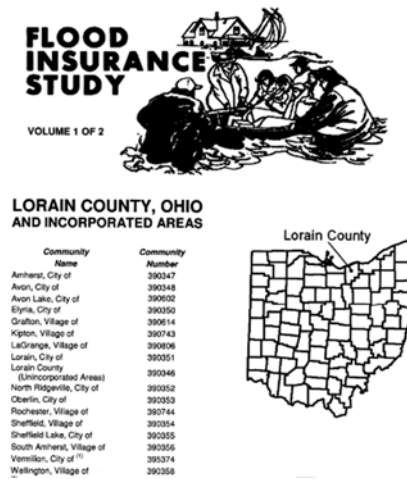 FLOOD
INSURANCE
STUDY
VOLUME 1 OF 2
LORAIN COUNTY, OHIO
AND INCORPORATED AREAS
Community Name Community Number
Amherst, City of 390347
Avon, City of 390348
Avon Lake, City of 390602
Elyria, City of 390350
Grafton, Village of 390614
Kipton, Village of 390743
LaGrange, Village of 390806
Lorain, City of 390351
Lorain County
(Unincorporated Areas) 390346
North Ridgeville, City of 390352
Oberlin, City of 390353
Rochester, Village of 390744
Sheffield, Village of 390354
Sheffield Lake, City of 390355
South Amherst, Village of 390356
Vermilion, City of (1) 395374
Wellington, Village of 390358
Lorain County